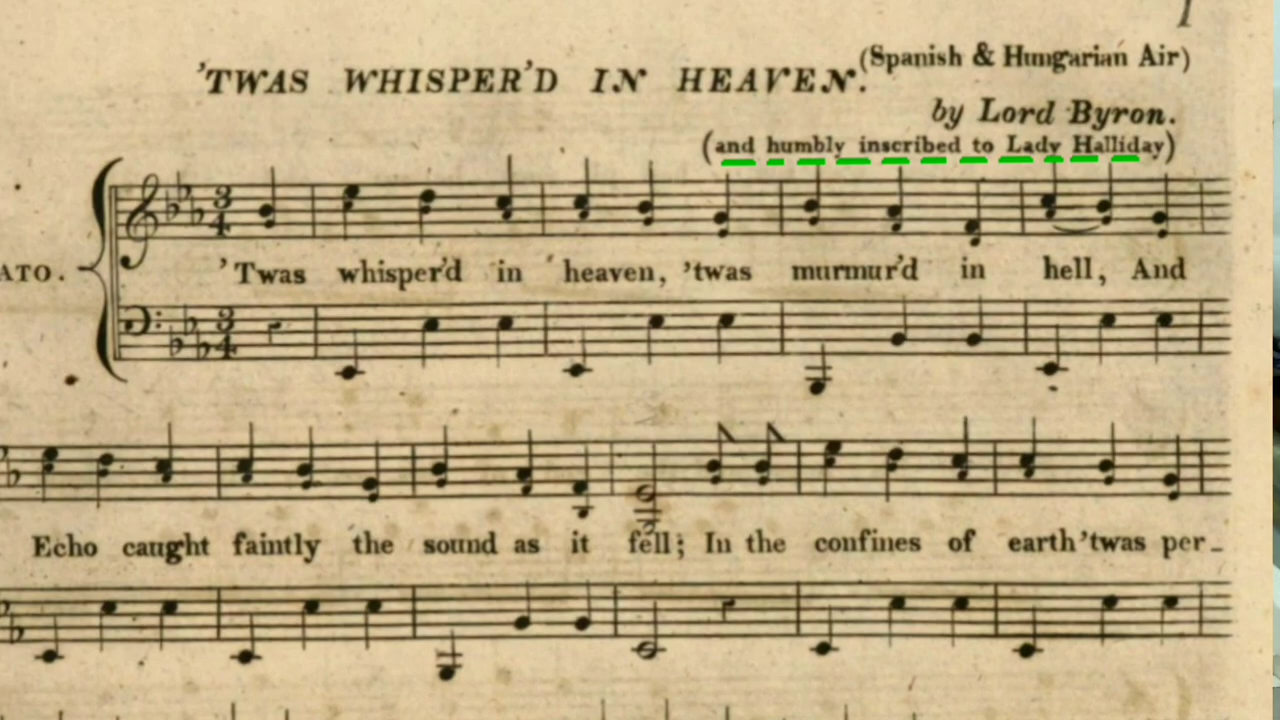 1
(Spanish & Hungarian Air)
'TWAS WHISPER'D IN HEAVEN.
by Lord Byron.
(and humbly inscribed to Lady Halliday)
ATO.
'Twas whisper'd in heaven, 'twas murmur'd in hell, And
Echo caught faintly the sound as it fell; In the confines of earth 'twas per-